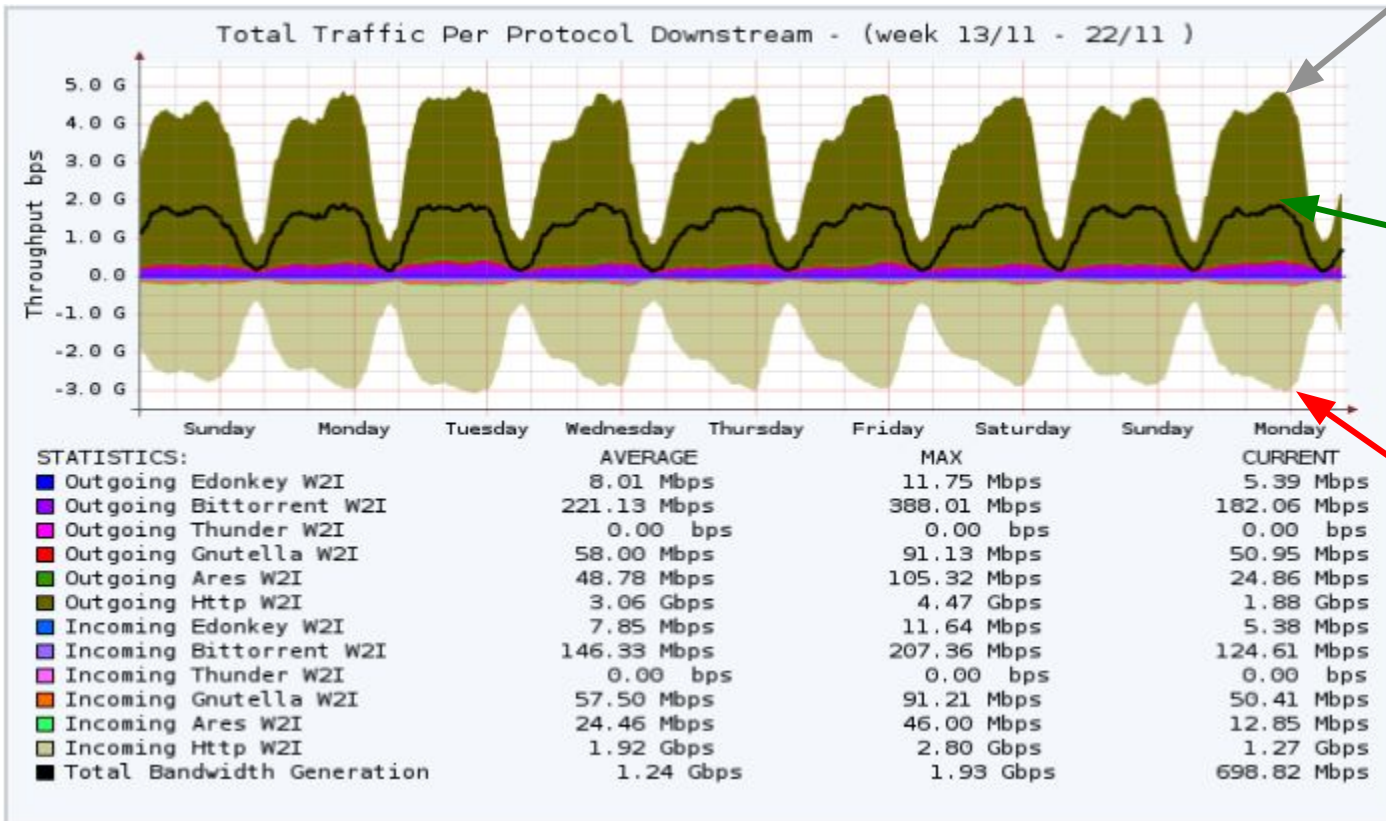 Total Traffic Per Protocol Downstream - (week 13/11 - 22/11 )
Throughput bps
5.0 G
4.0 G
3.0 G
2.0 G
1.0 G
0.0
-1.0 G
-2.0 G
-3.0 G
Sunday Monday Tuesday Wednesday Thursday Friday Saturday Sunday Monday
STATISTICS: AVERAGE MAX CURRENT
Outgoing Edonkey W2I 8.01 Mbps 11.75 Mbps 5.39 Mbps
Outgoing Bittorrent W2I 221.13 Mbps 388.01 Mbps 182.06 Mbps
Outgoing Thunder W2I 0.00 bps 0.00 bps 0.00 bps
Outgoing Gnutella W2I 58.00 Mbps 91.13 Mbps 50.95 Mbps
Outgoing Ares W2I 48.78 Mbps 105.32 Mbps 24.86 Mbps
Outgoing Http W2I 3.06 Gbps 4.47 Gbps 1.88 Gbps
Incoming Edonkey W2I 7.85 Mbps 11.64 Mbps 5.38 Mbps
Incoming Bittorrent W2I 146.33 Mbps 207.36 Mbps 124.61 Mbps
Incoming Thunder W2I 0.00 bps 0.00 bps 0.00 bps
Incoming Gnutella W2I 57.50 Mbps 91.21 Mbps 50.41 Mbps
Incoming Ares W2I 24.46 Mbps 46.00 Mbps 12.85 Mbps
Incoming Http W2I 1.92 Gbps 2.80 Gbps 1.27 Gbps
Total Bandwidth Generation 1.24 Gbps 1.93 Gbps 698.82 Mbps